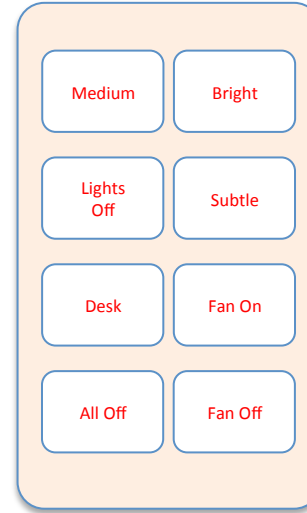 Medium
Bright
Lights
Off
Subtle
Desk
Fan On
All Off
Fan Off